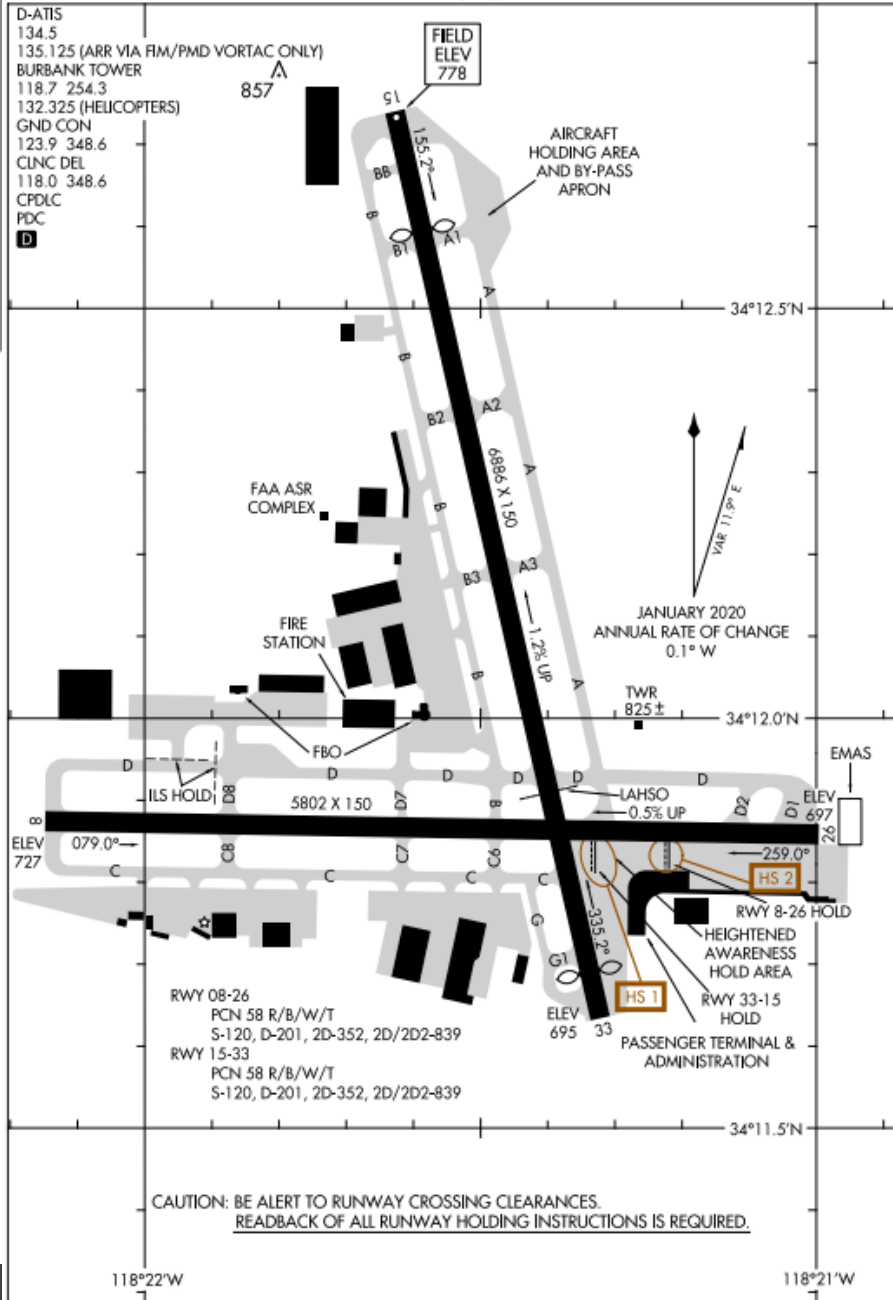 D-ATIS
134.5
135.125 (ARR VIA FIM/PMD VORTAC ONLY)
BURBANK TOWER
118.7 254.3
132.325 (HELICOPTERS)
GND CON
123.9 348.6
CLNC DEL
118.0 348.6
CPDLC
PDC
D
857
FIELD
ELEV
778
15
155.2°
AIRCRAFT
HOLDING AREA
AND BY-PASS
APRON
BB
B
B1
A1
A
34°12.5'N
B
B2
A2
A
6886 X 150
FAA ASR
COMPLEX
B
VAR 11.9° E
B3
A3
JANUARY 2020
ANNUAL RATE OF CHANGE
0.1° W
1.2% UP
FIRE
STATION
B
A
TWR
825±
34°12.0'N
FBO
EMAS
D
D
D
D
D
D
ILS HOLD
D8
5802 X 150
D7
B
LAHSO
0.5% UP
D2
D1
ELEV
697
8
26
ELEV
727
079.0°
C8
C7
C9
259.0°
HS 2
C
C
C
C
RWY 8-26 HOLD
HEIGHTENED
AWARENESS
HOLD AREA
G
G1
335.2°
HS 1
RWY 33-15
HOLD
ELEV
695
33
PASSENGER TERMINAL &
ADMINISTRATION
RWY 08-26
PCN 58 R/B/W/T
S-120, D-201, 2D-352, 2D/2D2-839
RWY 15-33
PCN 58 R/B/W/T
S-120, D-201, 2D-352, 2D/2D2-839
34°11.5'N
CAUTION: BE ALERT TO RUNWAY CROSSING CLEARANCES.
READBACK OF ALL RUNWAY HOLDING INSTRUCTIONS IS REQUIRED.
118°22'W
118°21'W